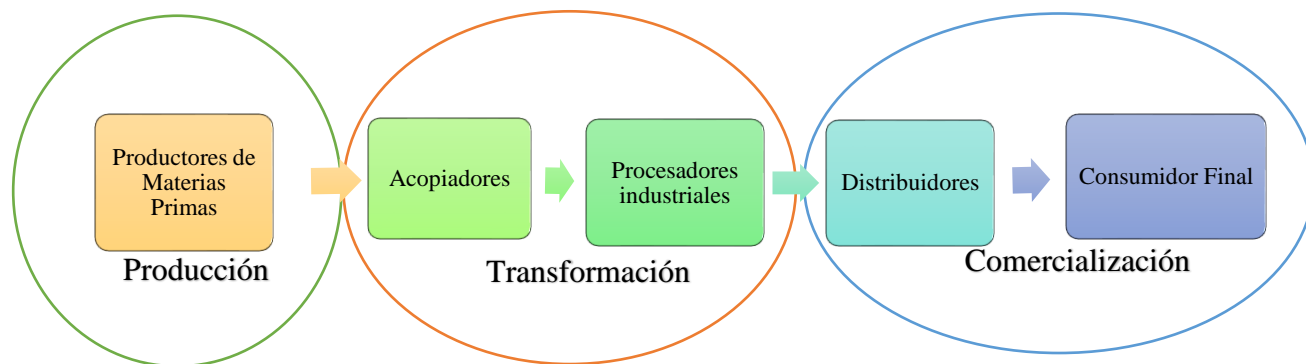 Productores de
Materias
Primas
Acopiadores
Procesadores
industriales
Distribuidores
Consumidor Final
Producción
Transformación
Comercialización